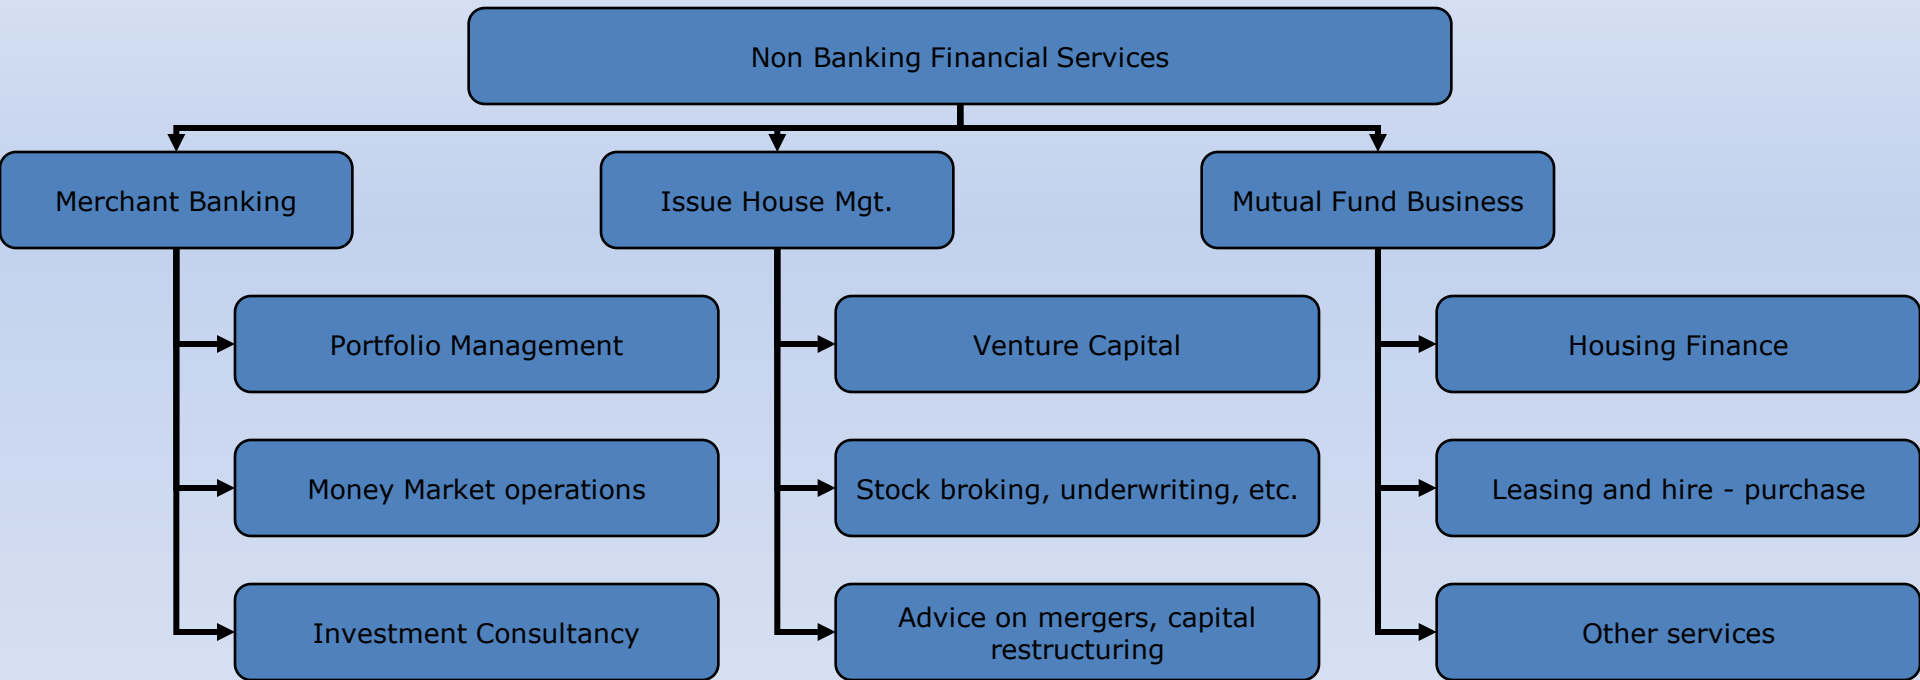 Non Banking Financial Services
Merchant Banking
Issue House Mgt.
Mutual Fund Business
Portfolio Management
Venture Capital
Housing Finance
Money Market operations
Stock broking, underwriting, etc.
Leasing and hire - purchase
Investment Consultancy
Advice on mergers, capital
restructuring
Other services